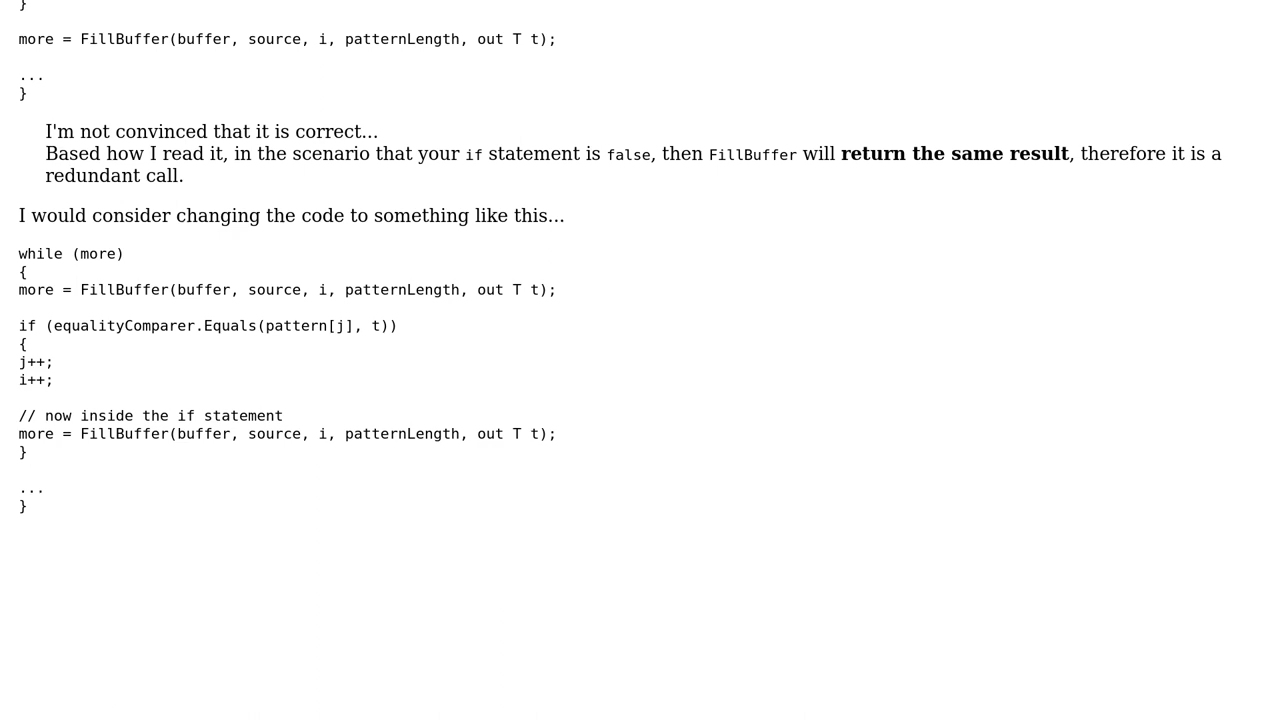 }
more = FillBuffer(buffer, source, i, patternLength, out T t);
...
}
I'm not convinced that it is correct...
Based how I read it, in the scenario that your if statement is false, then FillBuffer will return the same result, therefore it is a
redundant call.
I would consider changing the code to something like this...
while (more)
{
more = FillBuffer(buffer, source, i, patternLength, out T t);
if (equalityComparer.Equals(pattern[j], t))
{
j++;
i++;
// now inside the if statement
more = FillBuffer(buffer, source, i, patternLength, out T t);
}
...
}